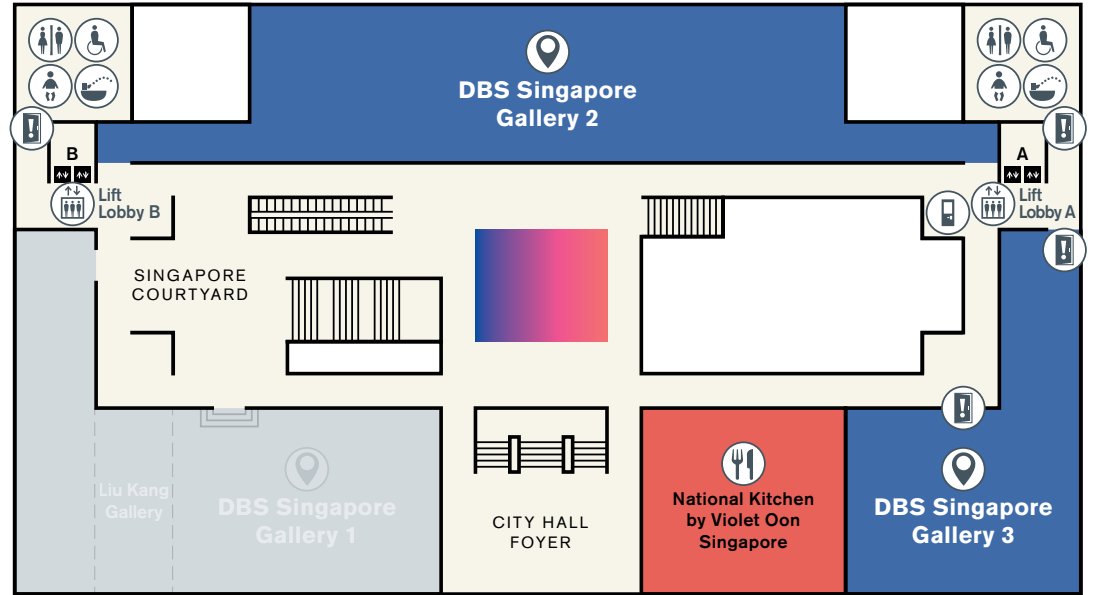 DBS Singapore
Gallery 2
B
Lift
Lobby B
A
Lift
Lobby A
SINGAPORE
COURTYARD
Liu Kang
Gallery
DBS Singapore
Gallery 1
CITY HALL
FOYER
National Kitchen
by Violet Oon
Singapore
DBS Singapore
Gallery 3